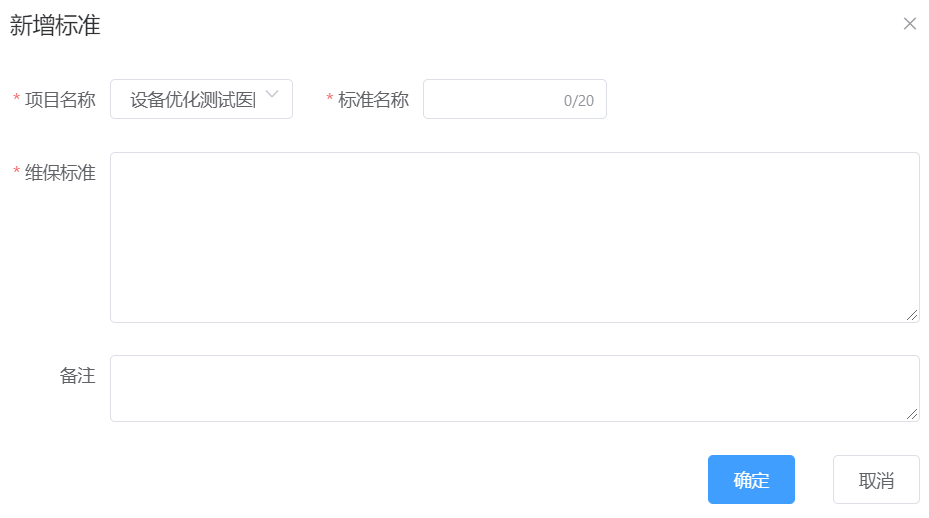 新增标准
* 项目名称 设备优化测试医 * 标准名称 0/20
* 维保标准
备注
确定 取消